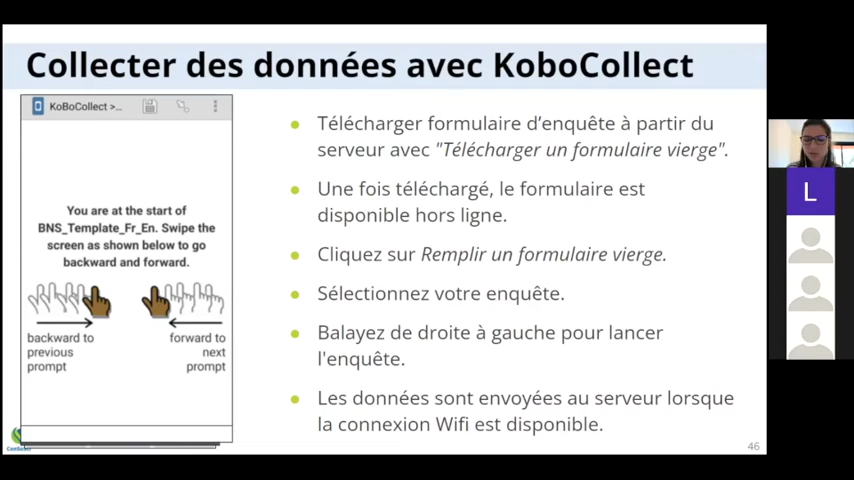 Collecter des données avec KoboCollect
KoBoCollect >...
You are at the start of
BNS_Template_Fr_En. Swipe the
screen as shown below to go
backward and forward.
backward to
previous
prompt
forward to
next
prompt
● Télécharger formulaire d'enquête à partir du
serveur avec "Télécharger un formulaire vierge".
● Une fois téléchargé, le formulaire est
disponible hors ligne.
● Cliquez sur Remplir un formulaire vierge.
● Sélectionnez votre enquête.
● Balayez de droite à gauche pour lancer
l'enquête.
● Les données sont envoyées au serveur lorsque
la connexion Wifi est disponible.
46
L